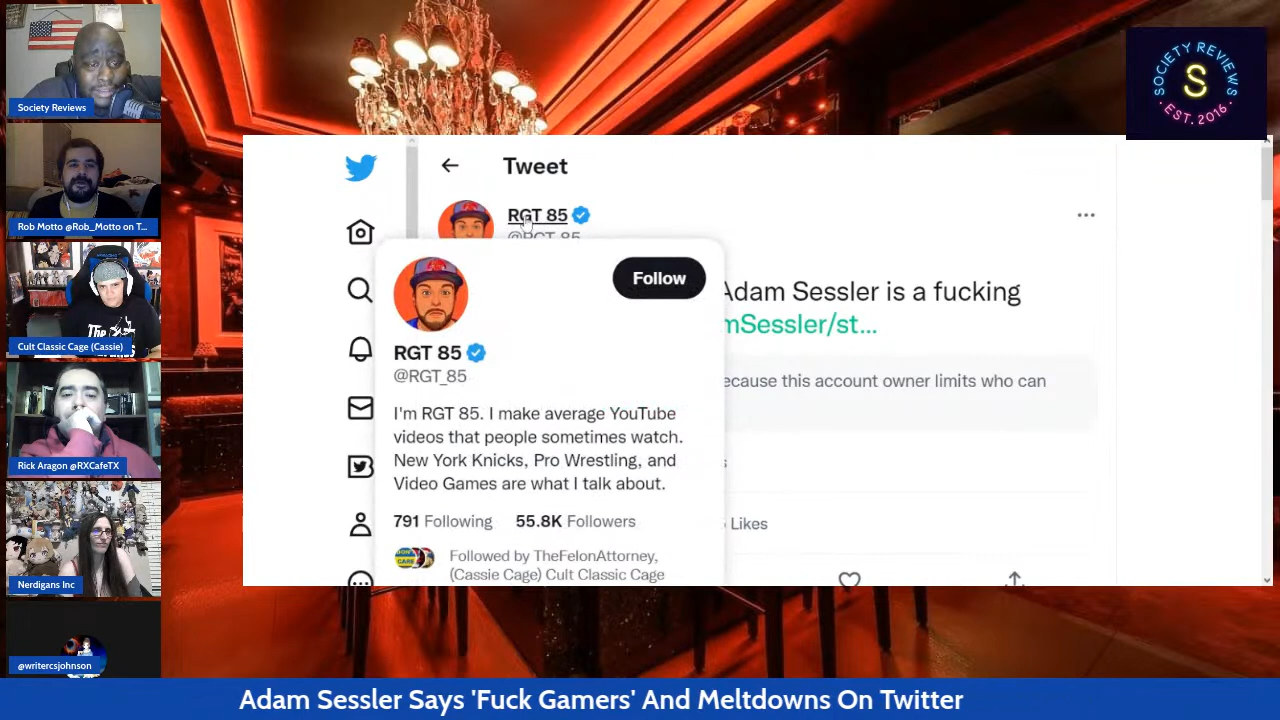 Society Reviews
Rob Motto @Rob_Motto on T...
Cult Classic Cage (Cassie)
Rick Aragon @RXCafeTX
Nerdigans Inc
@writercsjohnson
SOCIETY REVIEWS
S
· EST. 2016 ·
Tweet
RGT 85
@RGT_85
Adam Sessler is a fucking
mSessler/st...
ecause this account owner limits who can
Likes
Follow
RGT 85
@RGT_85
I'm RGT 85. I make average YouTube
videos that people sometimes watch.
New York Knicks, Pro Wrestling, and
Video Games are what I talk about.
791 Following 55.8K Followers
Followed by TheFelonAttorney,
(Cassie Cage) Cult Classic Cage
Adam Sessler Says 'Fuck Gamers' And Meltdowns On Twitter